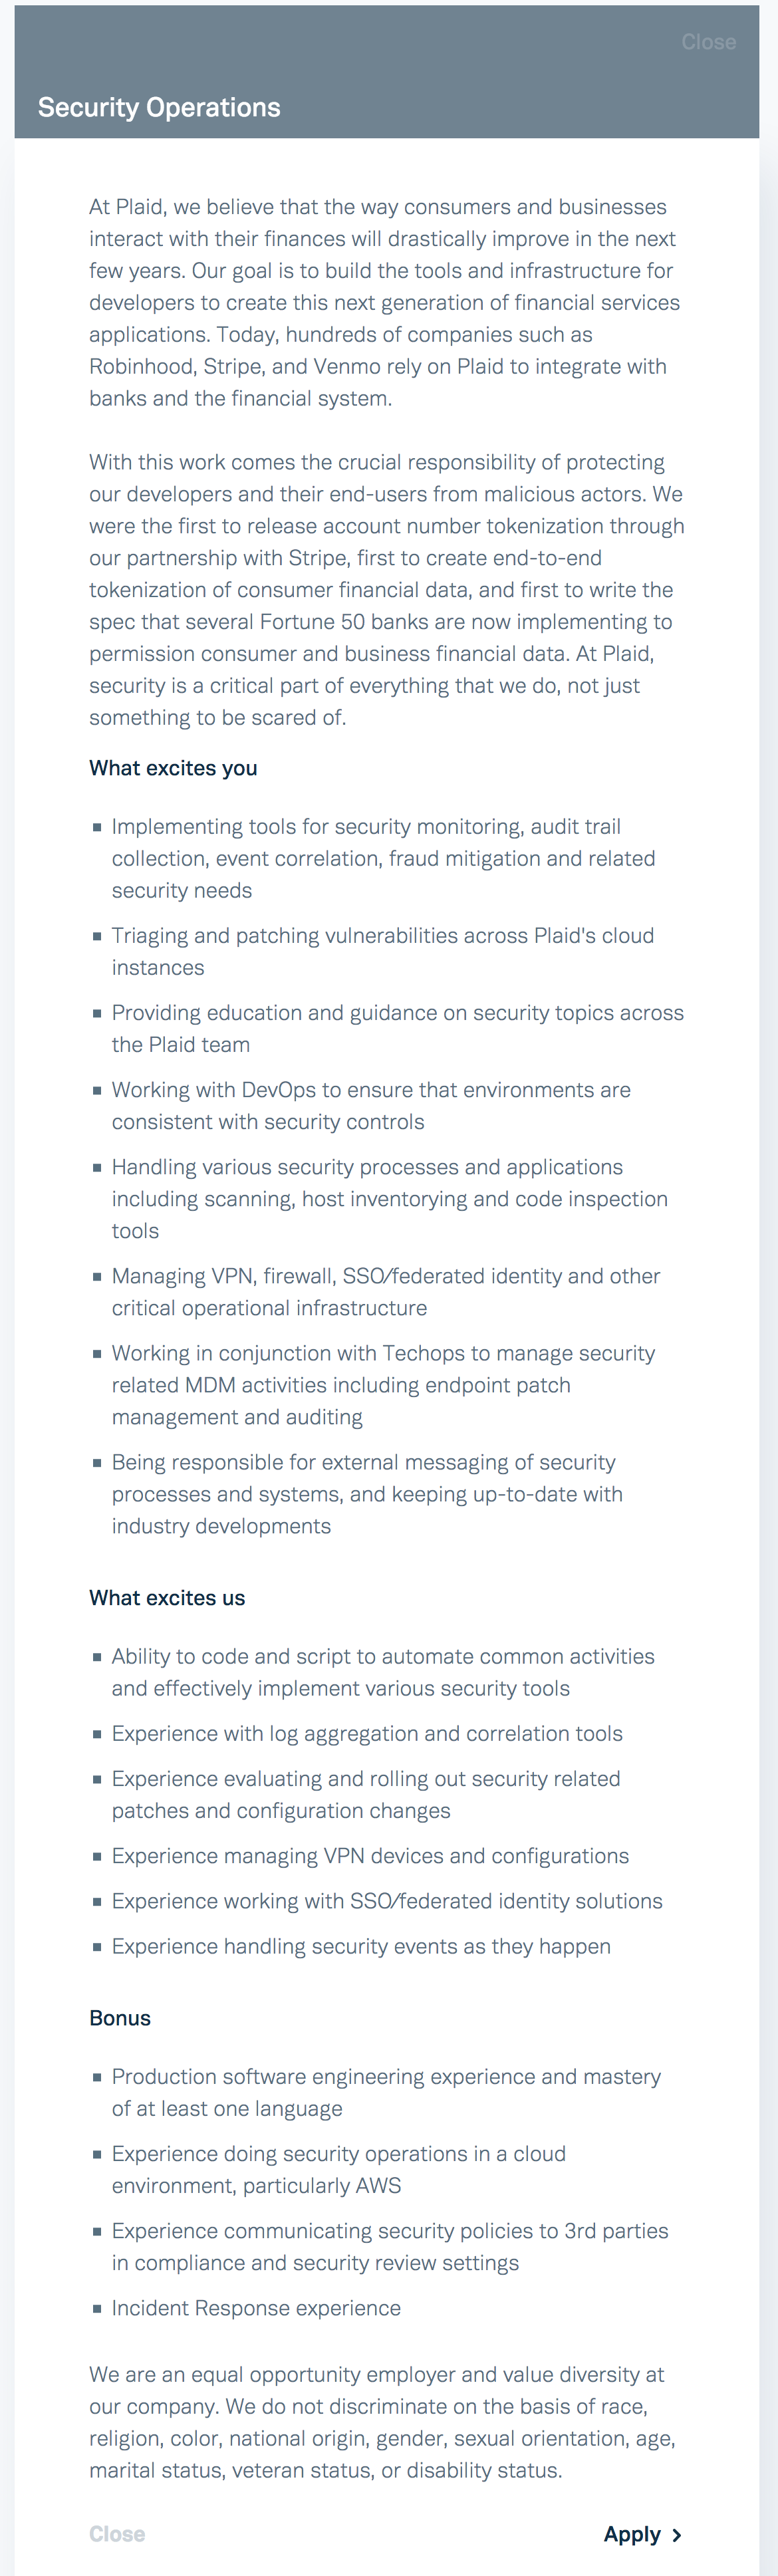 Close
Security Operations
At Plaid, we believe that the way consumers and businesses
interact with their finances will drastically improve in the next
few years. Our goal is to build the tools and infrastructure for
developers to create this next generation of financial services
applications. Today, hundreds of companies such as
Robinhood, Stripe, and Venmo rely on Plaid to integrate with
banks and the financial system.
With this work comes the crucial responsibility of protecting
our developers and their end-users from malicious actors. We
were the first to release account number tokenization through
our partnership with Stripe, first to create end-to-end
tokenization of consumer financial data, and first to write the
spec that several Fortune 50 banks are now implementing to
permission consumer and business financial data. At Plaid,
security is a critical part of everything that we do, not just
something to be scared of.
What excites you
▪ Implementing tools for security monitoring, audit trail
collection, event correlation, fraud mitigation and related
security needs
▪ Triaging and patching vulnerabilities across Plaid's cloud
instances
▪ Providing education and guidance on security topics across
the Plaid team
▪ Working with DevOps to ensure that environments are
consistent with security controls
▪ Handling various security processes and applications
including scanning, host inventorying and code inspection
tools
▪ Managing VPN, firewall, SSO/federated identity and other
critical operational infrastructure
▪ Working in conjunction with Techops to manage security
related MDM activities including endpoint patch
management and auditing
▪ Being responsible for external messaging of security
processes and systems, and keeping up-to-date with
industry developments
What excites us
▪ Ability to code and script to automate common activities
and effectively implement various security tools
▪ Experience with log aggregation and correlation tools
▪ Experience evaluating and rolling out security related
patches and configuration changes
▪ Experience managing VPN devices and configurations
▪ Experience working with SSO/federated identity solutions
▪ Experience handling security events as they happen
Bonus
▪ Production software engineering experience and mastery
of at least one language
▪ Experience doing security operations in a cloud
environment, particularly AWS
▪ Experience communicating security policies to 3rd parties
in compliance and security review settings
▪ Incident Response experience
We are an equal opportunity employer and value diversity at
our company. We do not discriminate on the basis of race,
religion, color, national origin, gender, sexual orientation, age,
marital status, veteran status, or disability status.
Close
Apply >